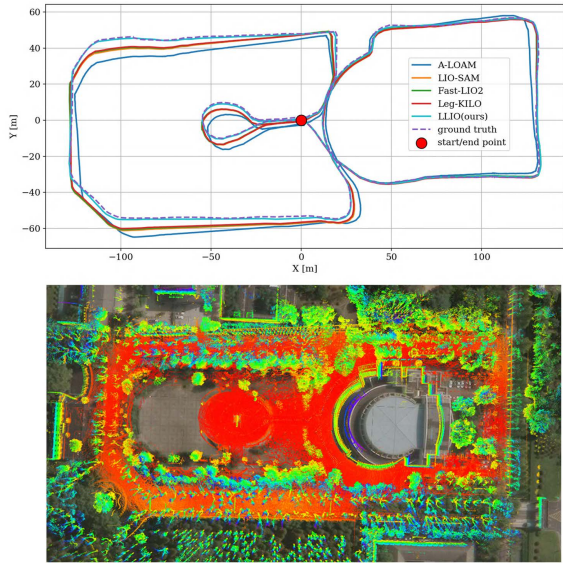 60
40
20
0
−20
−40
−60
Y [m]
A-LOAM
LIO-SAM
Fast-LIO2
Leg-KILO
LLIO(ours)
ground truth
start/end point
−100
−50
0
50
100
X [m]